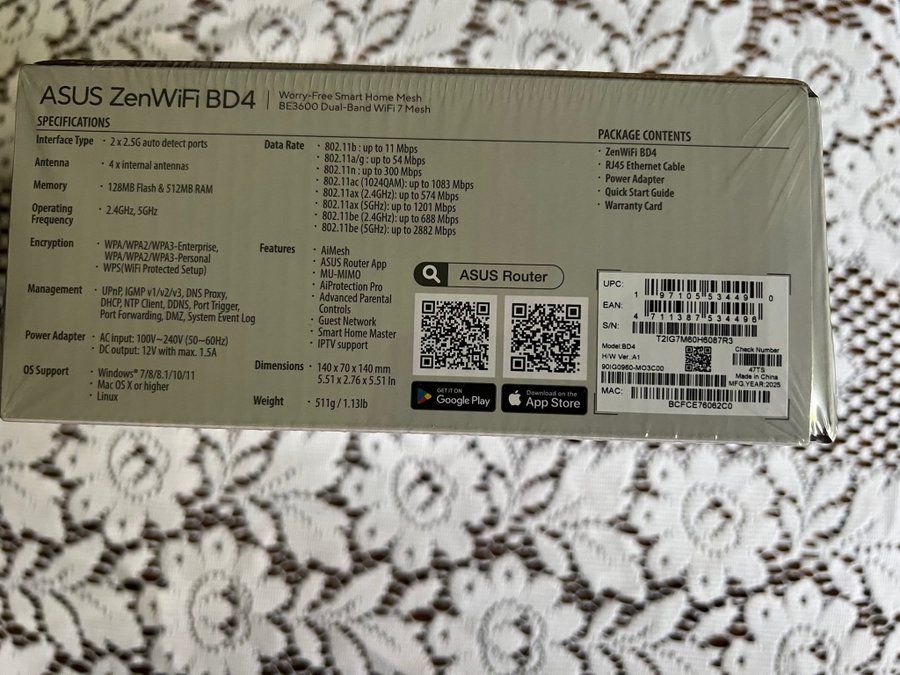 ASUS ZenWiFi BD4
Worry-Free Smart Home Mesh
BE3600 Dual-Band WiFi 7 Mesh
SPECIFICATIONS
Interface Type · 2 x 2.5G auto detect ports
Antenna · 4 x internal antennas
Memory · 128MB Flash & 512MB RAM
Operating Frequency · 2.4GHz, 5GHz
Encryption · WPA/WPA2/WPA3-Enterprise,
WPA/WPA2/WPA3-Personal
· WPS(WiFi Protected Setup)
Management · UPnP, IGMP v1/v2/v3, DNS Proxy,
DHCP, NTP Client, DDNS, Port Trigger,
Port Forwarding, DMZ, System Event Log
Power Adapter · AC input: 100V~240V (50~60Hz)
· DC output: 12V with max. 1.5A
OS Support · Windows® 7/8/8.1/10/11
· Mac OS X or higher
· Linux
Data Rate · 802.11b : up to 11 Mbps
· 802.11a/g : up to 54 Mbps
· 802.11n : up to 300 Mbps
· 802.11ac (1024QAM): up to 1083 Mbps
· 802.11ax (2.4GHz): up to 574 Mbps
· 802.11ax (5GHz): up to 1201 Mbps
· 802.11be (2.4GHz): up to 688 Mbps
· 802.11be (5GHz): up to 2882 Mbps
Features · AiMesh
· ASUS Router App
· MU-MIMO
· AiProtection Pro
· Advanced Parental
Controls
· Guest Network
· Smart Home Master
· IPTV support
Dimensions · 140 x 70 x 140 mm
5.51 x 2.76 x 5.51 In
Weight · 511g / 1.13lb
ASUS Router
GET IT ON
Google Play
Download on the
App Store
PACKAGE CONTENTS
· ZenWiFi BD4
· RJ45 Ethernet Cable
· Power Adapter
· Quick Start Guide
· Warranty Card
UPC: 1 97105 53449 0
EAN: 4 711387 534496
S/N: T2IG7M60H6087R3
Model:BD4
H/W Ver.:A1
90IG0960-MO3C00
Check Number
47TS
Made in China
MFG.YEAR:2025
MAC: BCFCE76082C0